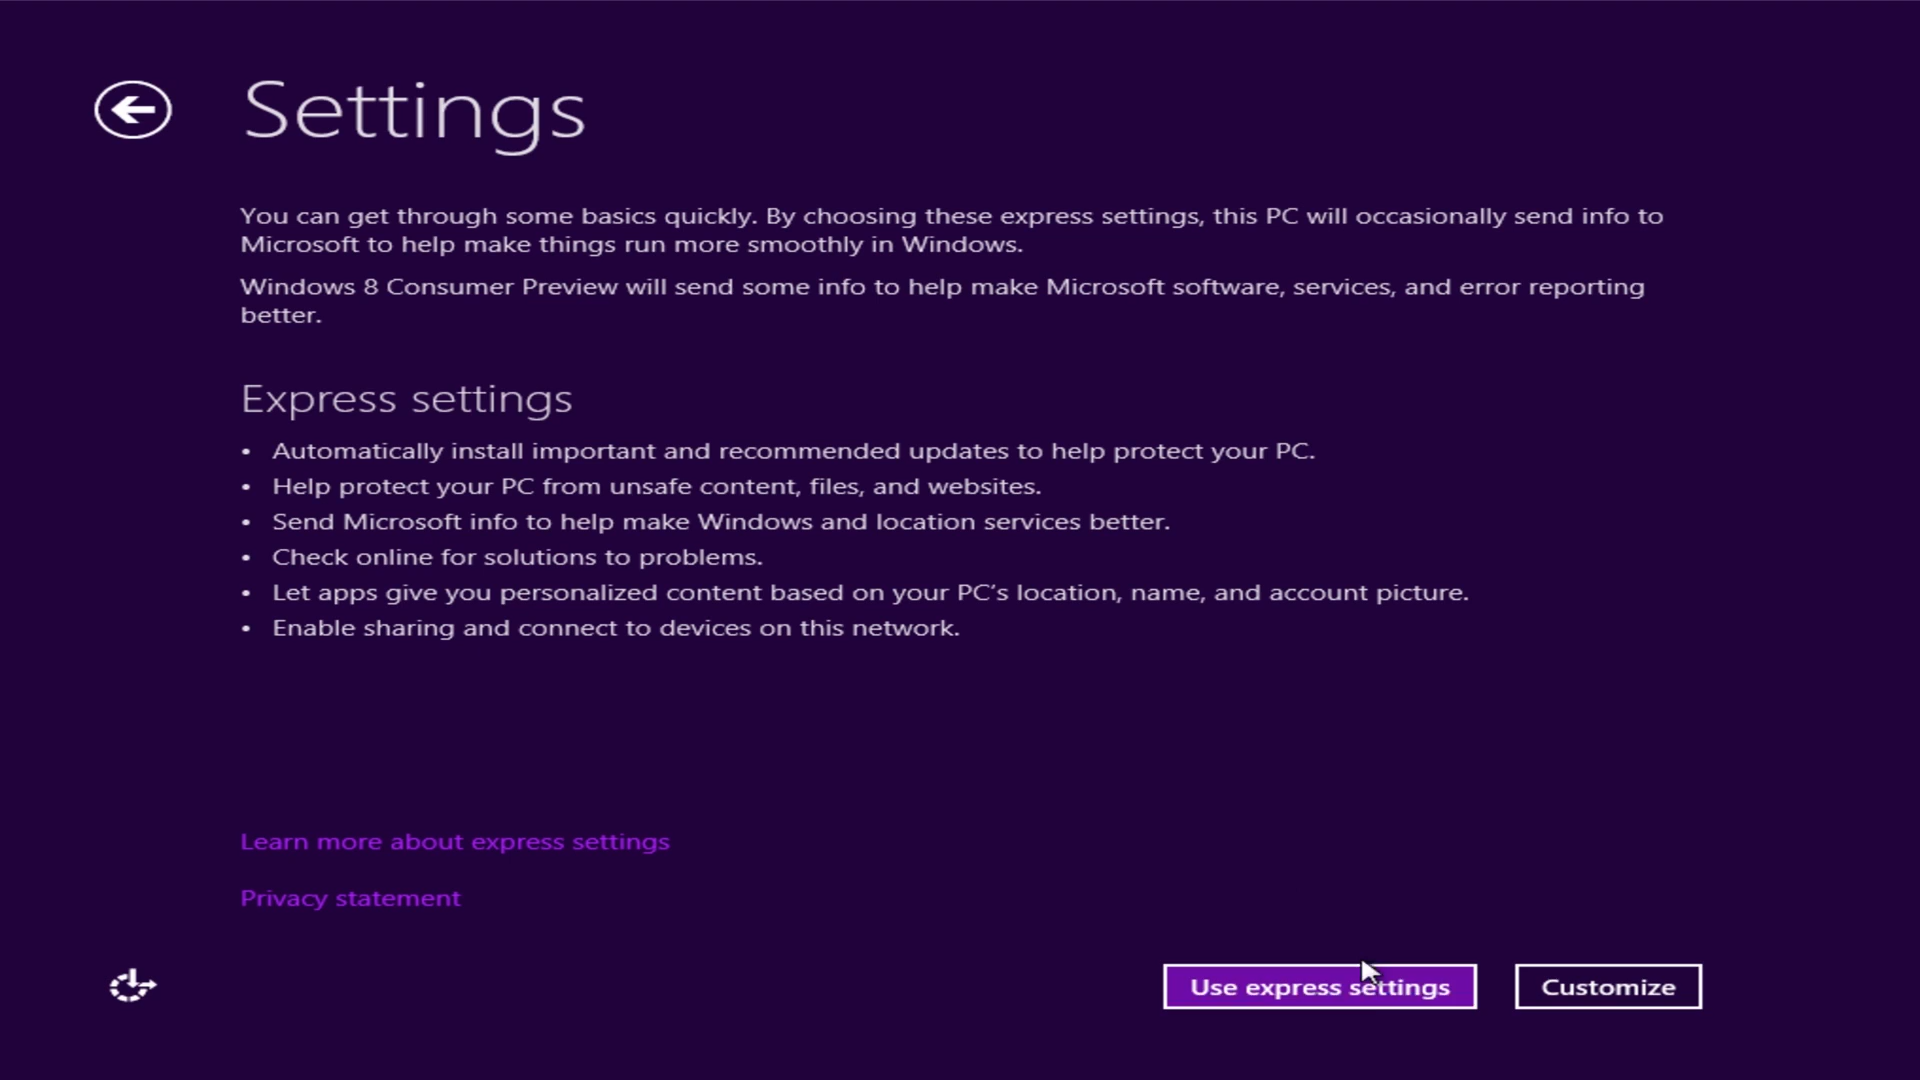 Settings
You can get through some basics quickly. By choosing these express settings, this PC will occasionally send info to
Microsoft to help make things run more smoothly in Windows.
Windows 8 Consumer Preview will send some info to help make Microsoft software, services, and error reporting
better.
Express settings
• Automatically install important and recommended updates to help protect your PC.
• Help protect your PC from unsafe content, files, and websites.
• Send Microsoft info to help make Windows and location services better.
• Check online for solutions to problems.
• Let apps give you personalized content based on your PC’s location, name, and account picture.
• Enable sharing and connect to devices on this network.
Learn more about express settings
Privacy statement
Use express settings
Customize